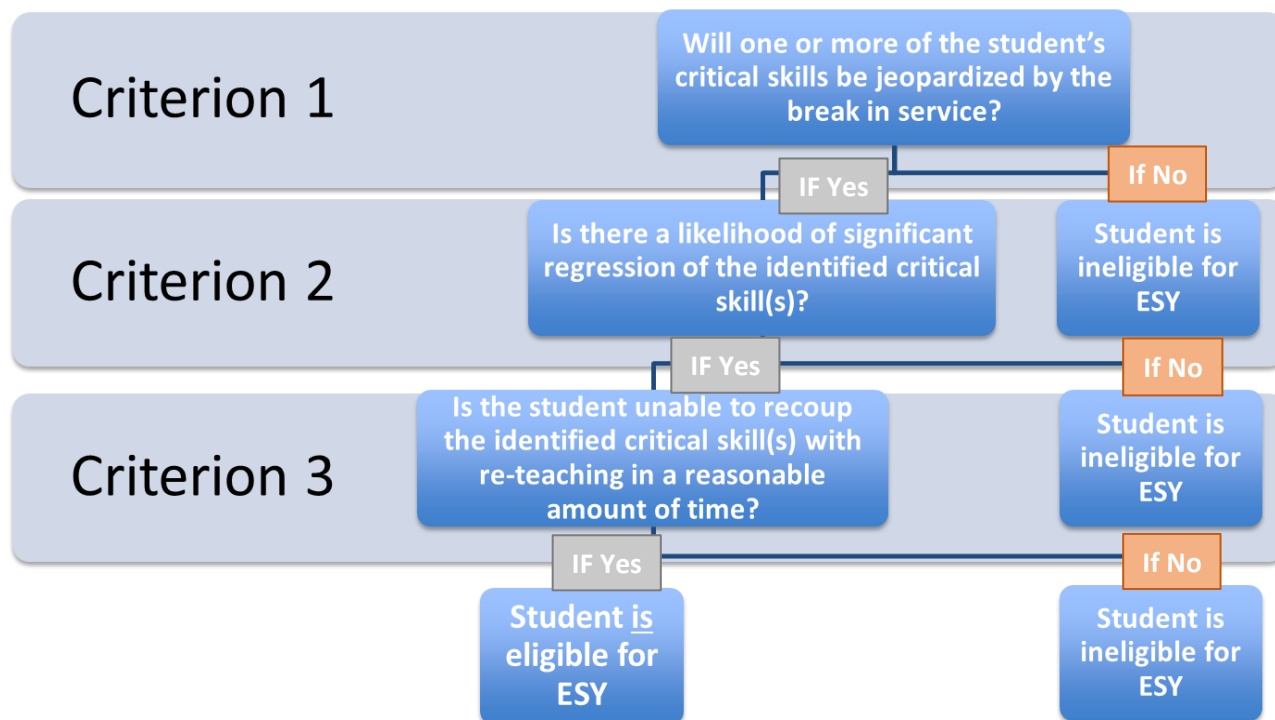 Criterion 1
Will one or more of the student's
critical skills be jeopardized by the
break in service?
IF Yes
If No
Criterion 2
Is there a likelihood of significant
regression of the identified critical
skill(s)?
Student is
ineligible for
ESY
IF Yes
If No
Criterion 3
Is the student unable to recoup
the identified critical skill(s) with
re-teaching in a reasonable
amount of time?
Student is
ineligible for
ESY
IF Yes
If No
Student is
eligible for
ESY
Student is
ineligible for
ESY